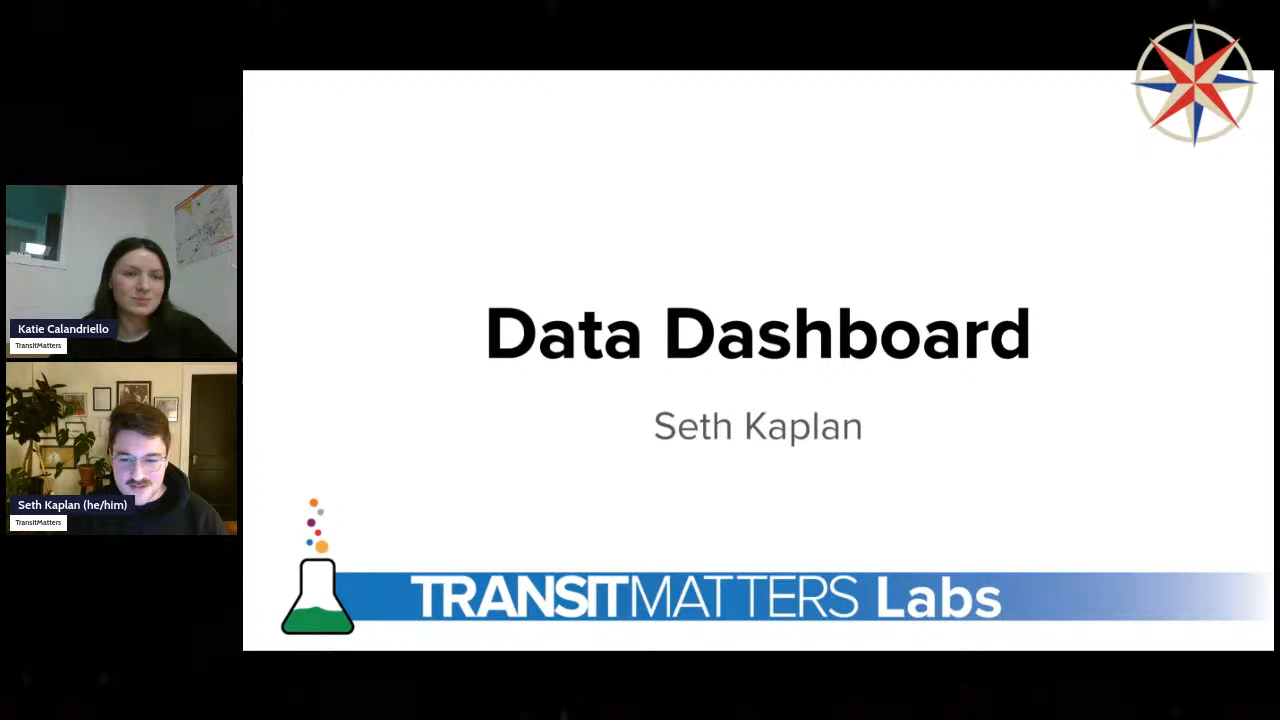 Katie Calandriello
TransitMatters
Seth Kaplan (he/him)
TransitMatters
Data Dashboard
Seth Kaplan
TRANSITMATTERS Labs